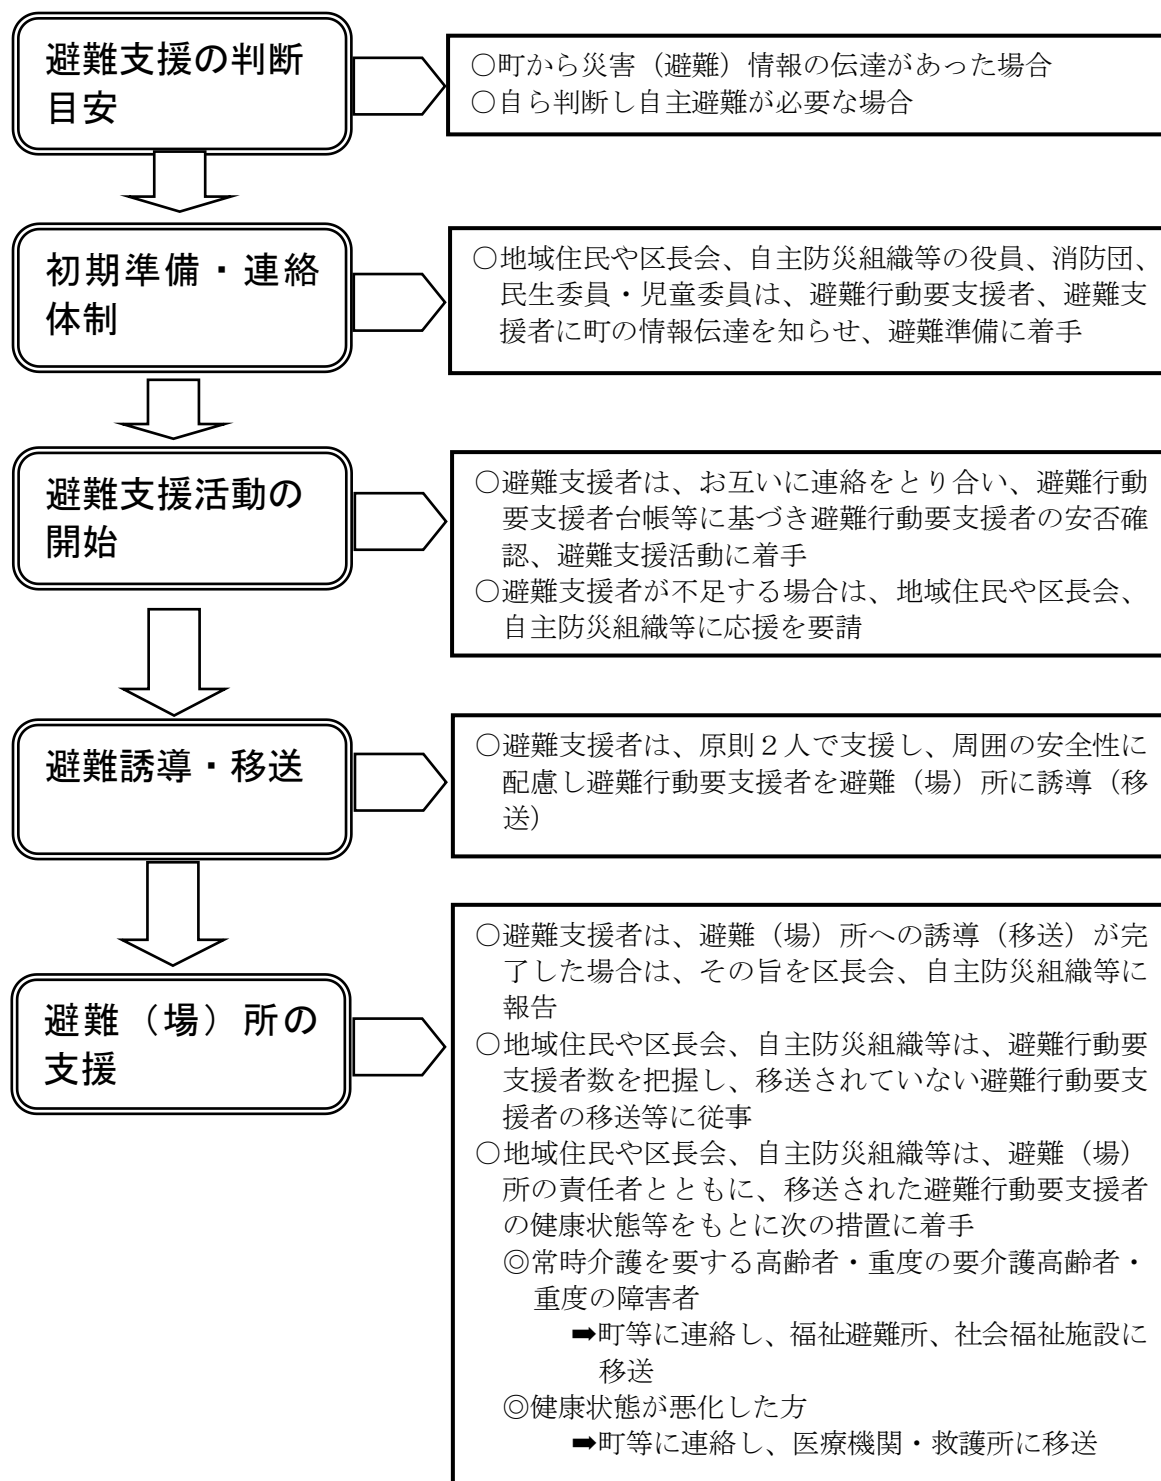 避難支援の判断
目安
○町から災害（避難）情報の伝達があった場合
○自ら判断し自主避難が必要な場合
初期準備・連絡
体制
○地域住民や区長会、自主防災組織等の役員、消防団、
民生委員・児童委員は、避難行動要支援者、避難支
援者に町の情報伝達を知らせ、避難準備に着手
避難支援活動の
開始
○避難支援者は、お互いに連絡をとり合い、避難行動
要支援者台帳等に基づき避難行動要支援者の安否確
認、避難支援活動に着手
○避難支援者が不足する場合は、地域住民や区長会、
自主防災組織等に応援を要請
避難誘導・移送
○避難支援者は、原則２人で支援し、周囲の安全性に
配慮し避難行動要支援者を避難（場）所に誘導（移
送）
避難（場）所の
支援
○避難支援者は、避難（場）所への誘導（移送）が完
了した場合は、その旨を区長会、自主防災組織等に
報告
○地域住民や区長会、自主防災組織等は、避難行動要
支援者数を把握し、移送されていない避難行動要支
援者の移送等に従事
○地域住民や区長会、自主防災組織等は、避難（場）
所の責任者とともに、移送された避難行動要支援者
の健康状態等をもとに次の措置に着手
◎常時介護を要する高齢者・重度の要介護高齢者・
重度の障害者
➡町等に連絡し、福祉避難所、社会福祉施設に
移送
◎健康状態が悪化した方
➡町等に連絡し、医療機関・救護所に移送